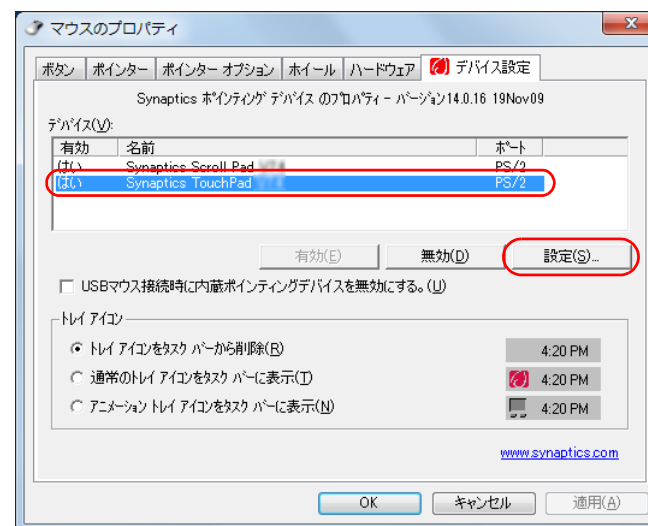 マウスのプロパティ
ボタン ポインター ポインター オプション ホイール ハードウェア デバイス設定
Synaptics ポインティング デバイス のプロパティ - バージョン14.0.16 19Nov09
デバイス(V):
有効 名前 ポート
はい Synaptics Scroll Pad PS/2
はい Synaptics TouchPad PS/2
有効(E) 無効(D) 設定(S)...
USBマウス接続時に内蔵ポインティングデバイスを無効にする。(U)
トレイ アイコン
トレイ アイコンをタスク バーから削除(R) 4:20 PM
通常のトレイ アイコンをタスク バーに表示(T) 4:20 PM
アニメーション トレイ アイコンをタスク バーに表示(N) 4:20 PM
www.synaptics.com
OK キャンセル 適用(A)